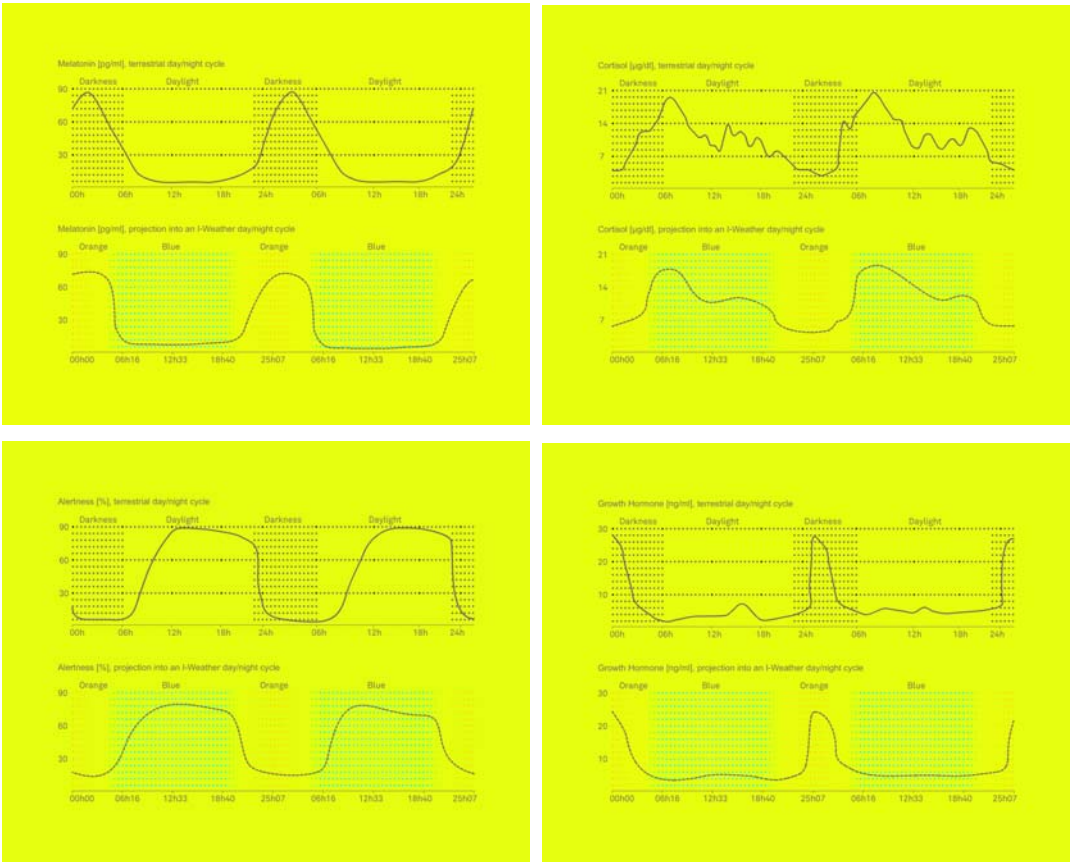 Melatonin [pg/ml], terrestrial day/night cycle
Darkness Daylight Darkness Daylight
90
60
30
00h 06h 12h 18h 24h 06h 12h 18h 24h
Melatonin [pg/ml], projection into an I-Weather day/night cycle
Orange Blue Orange Blue
90
60
30
00h00 06h16 12h33 18h40 25h07 06h16 12h33 18h40 25h07
Cortisol [µg/dl], terrestrial day/night cycle
Darkness Daylight Darkness Daylight
21
14
7
00h 06h 12h 18h 24h 06h 12h 18h 24h
Cortisol [µg/dl], projection into an I-Weather day/night cycle
Orange Blue Orange Blue
21
14
7
00h00 06h16 12h33 18h40 25h07 06h16 12h33 18h40 25h07
Alertness [%], terrestrial day/night cycle
Darkness Daylight Darkness Daylight
90
60
30
00h 06h 12h 18h 24h 06h 12h 18h 24h
Alertness [%], projection into an I-Weather day/night cycle
Orange Blue Orange Blue
90
60
30
00h00 06h16 12h33 18h40 25h07 06h16 12h33 18h40 25h07
Growth Hormone [ng/ml], terrestrial day/night cycle
Darkness Daylight Darkness Daylight
30
20
10
00h 06h 12h 18h 24h 06h 12h 18h 24h
Growth Hormone [ng/ml], projection into an I-Weather day/night cycle
Orange Blue Orange Blue
30
20
10
00h00 06h16 12h33 18h40 25h07 06h16 12h33 18h40 25h07